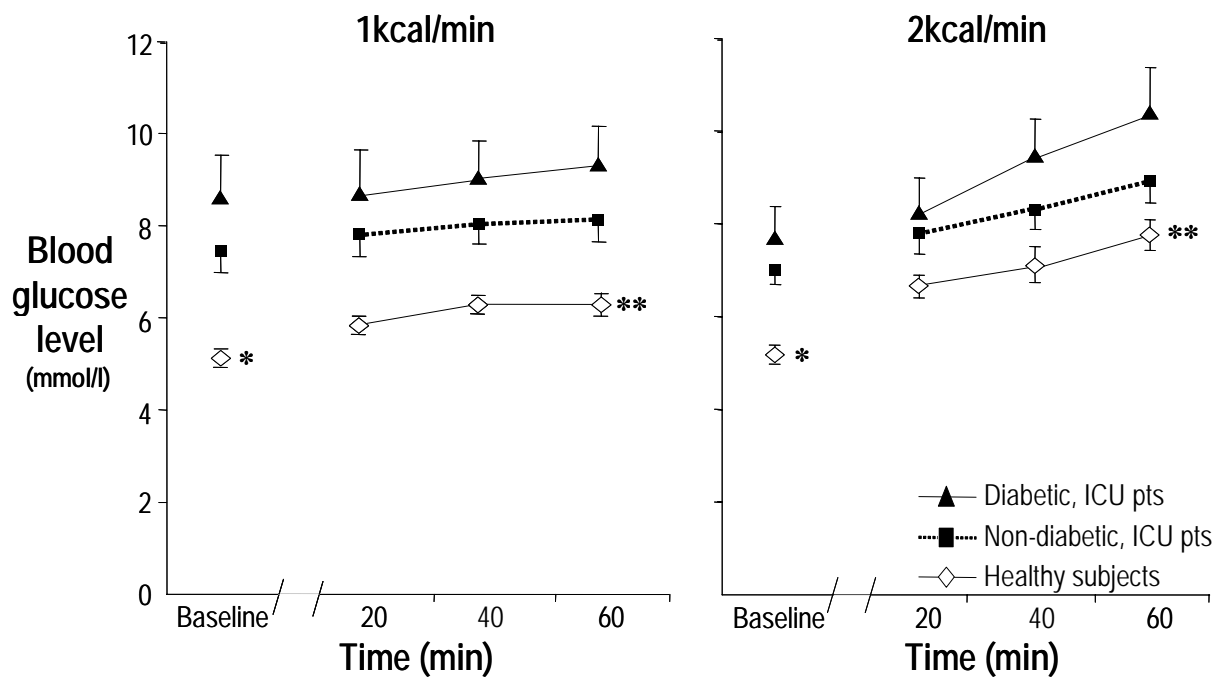 1kcal/min
2kcal/min
12
10
8
6
4
2
0
Blood
glucose
level
(mmol/l)
*
**
*
**
Diabetic, ICU pts
Non-diabetic, ICU pts
Healthy subjects
Baseline
20
40
60
Baseline
20
40
60
Time (min)
Time (min)